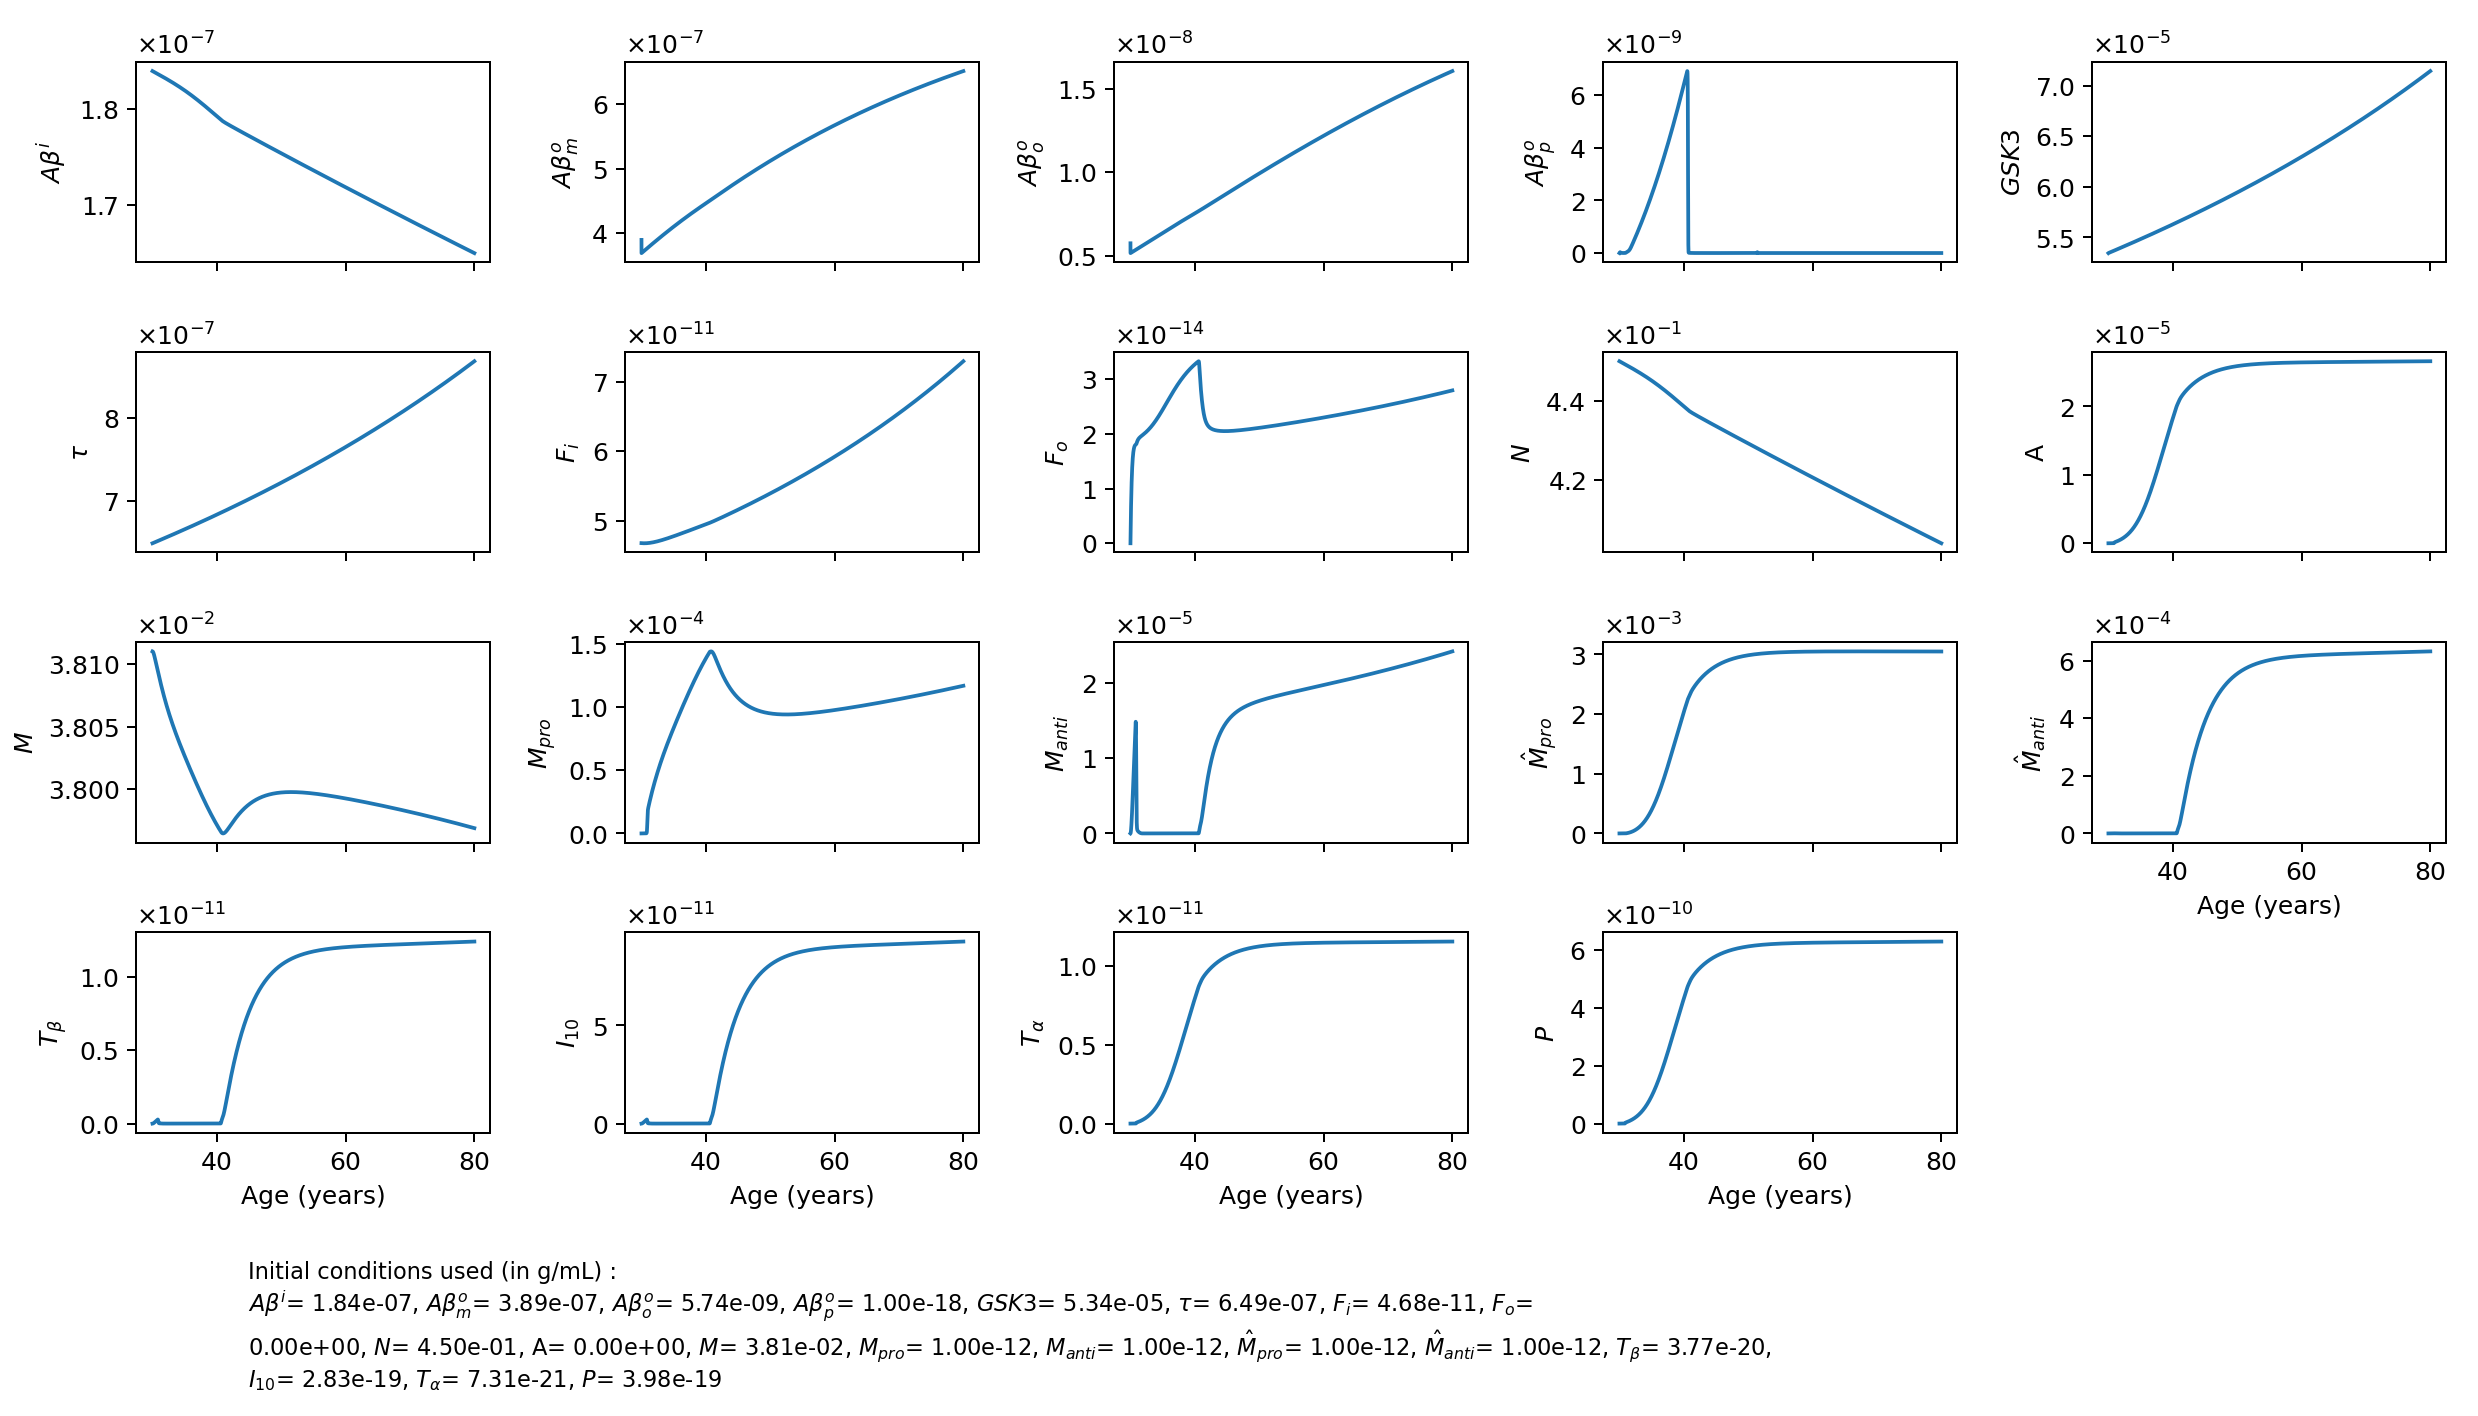 ×10⁻⁷ ×10⁻⁷ ×10⁻⁸ ×10⁻⁹ ×10⁻⁵
Aβⁱ 1.8 1.7
Aβₘᵒ 6 5 4
Aβₒᵒ 1.5 1.0 0.5
Aβₚᵒ 6 4 2 0
GSK3 7.0 6.5 6.0 5.5
×10⁻⁷ ×10⁻¹¹ ×10⁻¹⁴ ×10⁻¹ ×10⁻⁵
τ 8 7
Fᵢ 7 6 5
Fₒ 3 2 1 0
N 4.4 4.2
A 2 1 0
×10⁻² ×10⁻⁴ ×10⁻⁵ ×10⁻³ ×10⁻⁴
M 3.810 3.805 3.800
M_pro 1.5 1.0 0.5 0.0
M_anti 2 1 0
M̂_pro 3 2 1 0
M̂_anti 6 4 2 0
40 60 80
Age (years)
×10⁻¹¹ ×10⁻¹¹ ×10⁻¹¹ ×10⁻¹⁰
T_β 1.0 0.5 0.0
I₁₀ 5 0
T_α 1.0 0.5 0.0
P 6 4 2 0
40 60 80 40 60 80 40 60 80 40 60 80
Age (years) Age (years) Age (years) Age (years)
Initial conditions used (in g/mL) :
Aβⁱ= 1.84e-07, Aβₘᵒ= 3.89e-07, Aβₒᵒ= 5.74e-09, Aβₚᵒ= 1.00e-18, GSK3= 5.34e-05, τ= 6.49e-07, Fᵢ= 4.68e-11, Fₒ=
0.00e+00, N= 4.50e-01, A= 0.00e+00, M= 3.81e-02, M_pro= 1.00e-12, M_anti= 1.00e-12, M̂_pro= 1.00e-12, M̂_anti= 1.00e-12, T_β= 3.77e-20,
I₁₀= 2.83e-19, T_α= 7.31e-21, P= 3.98e-19